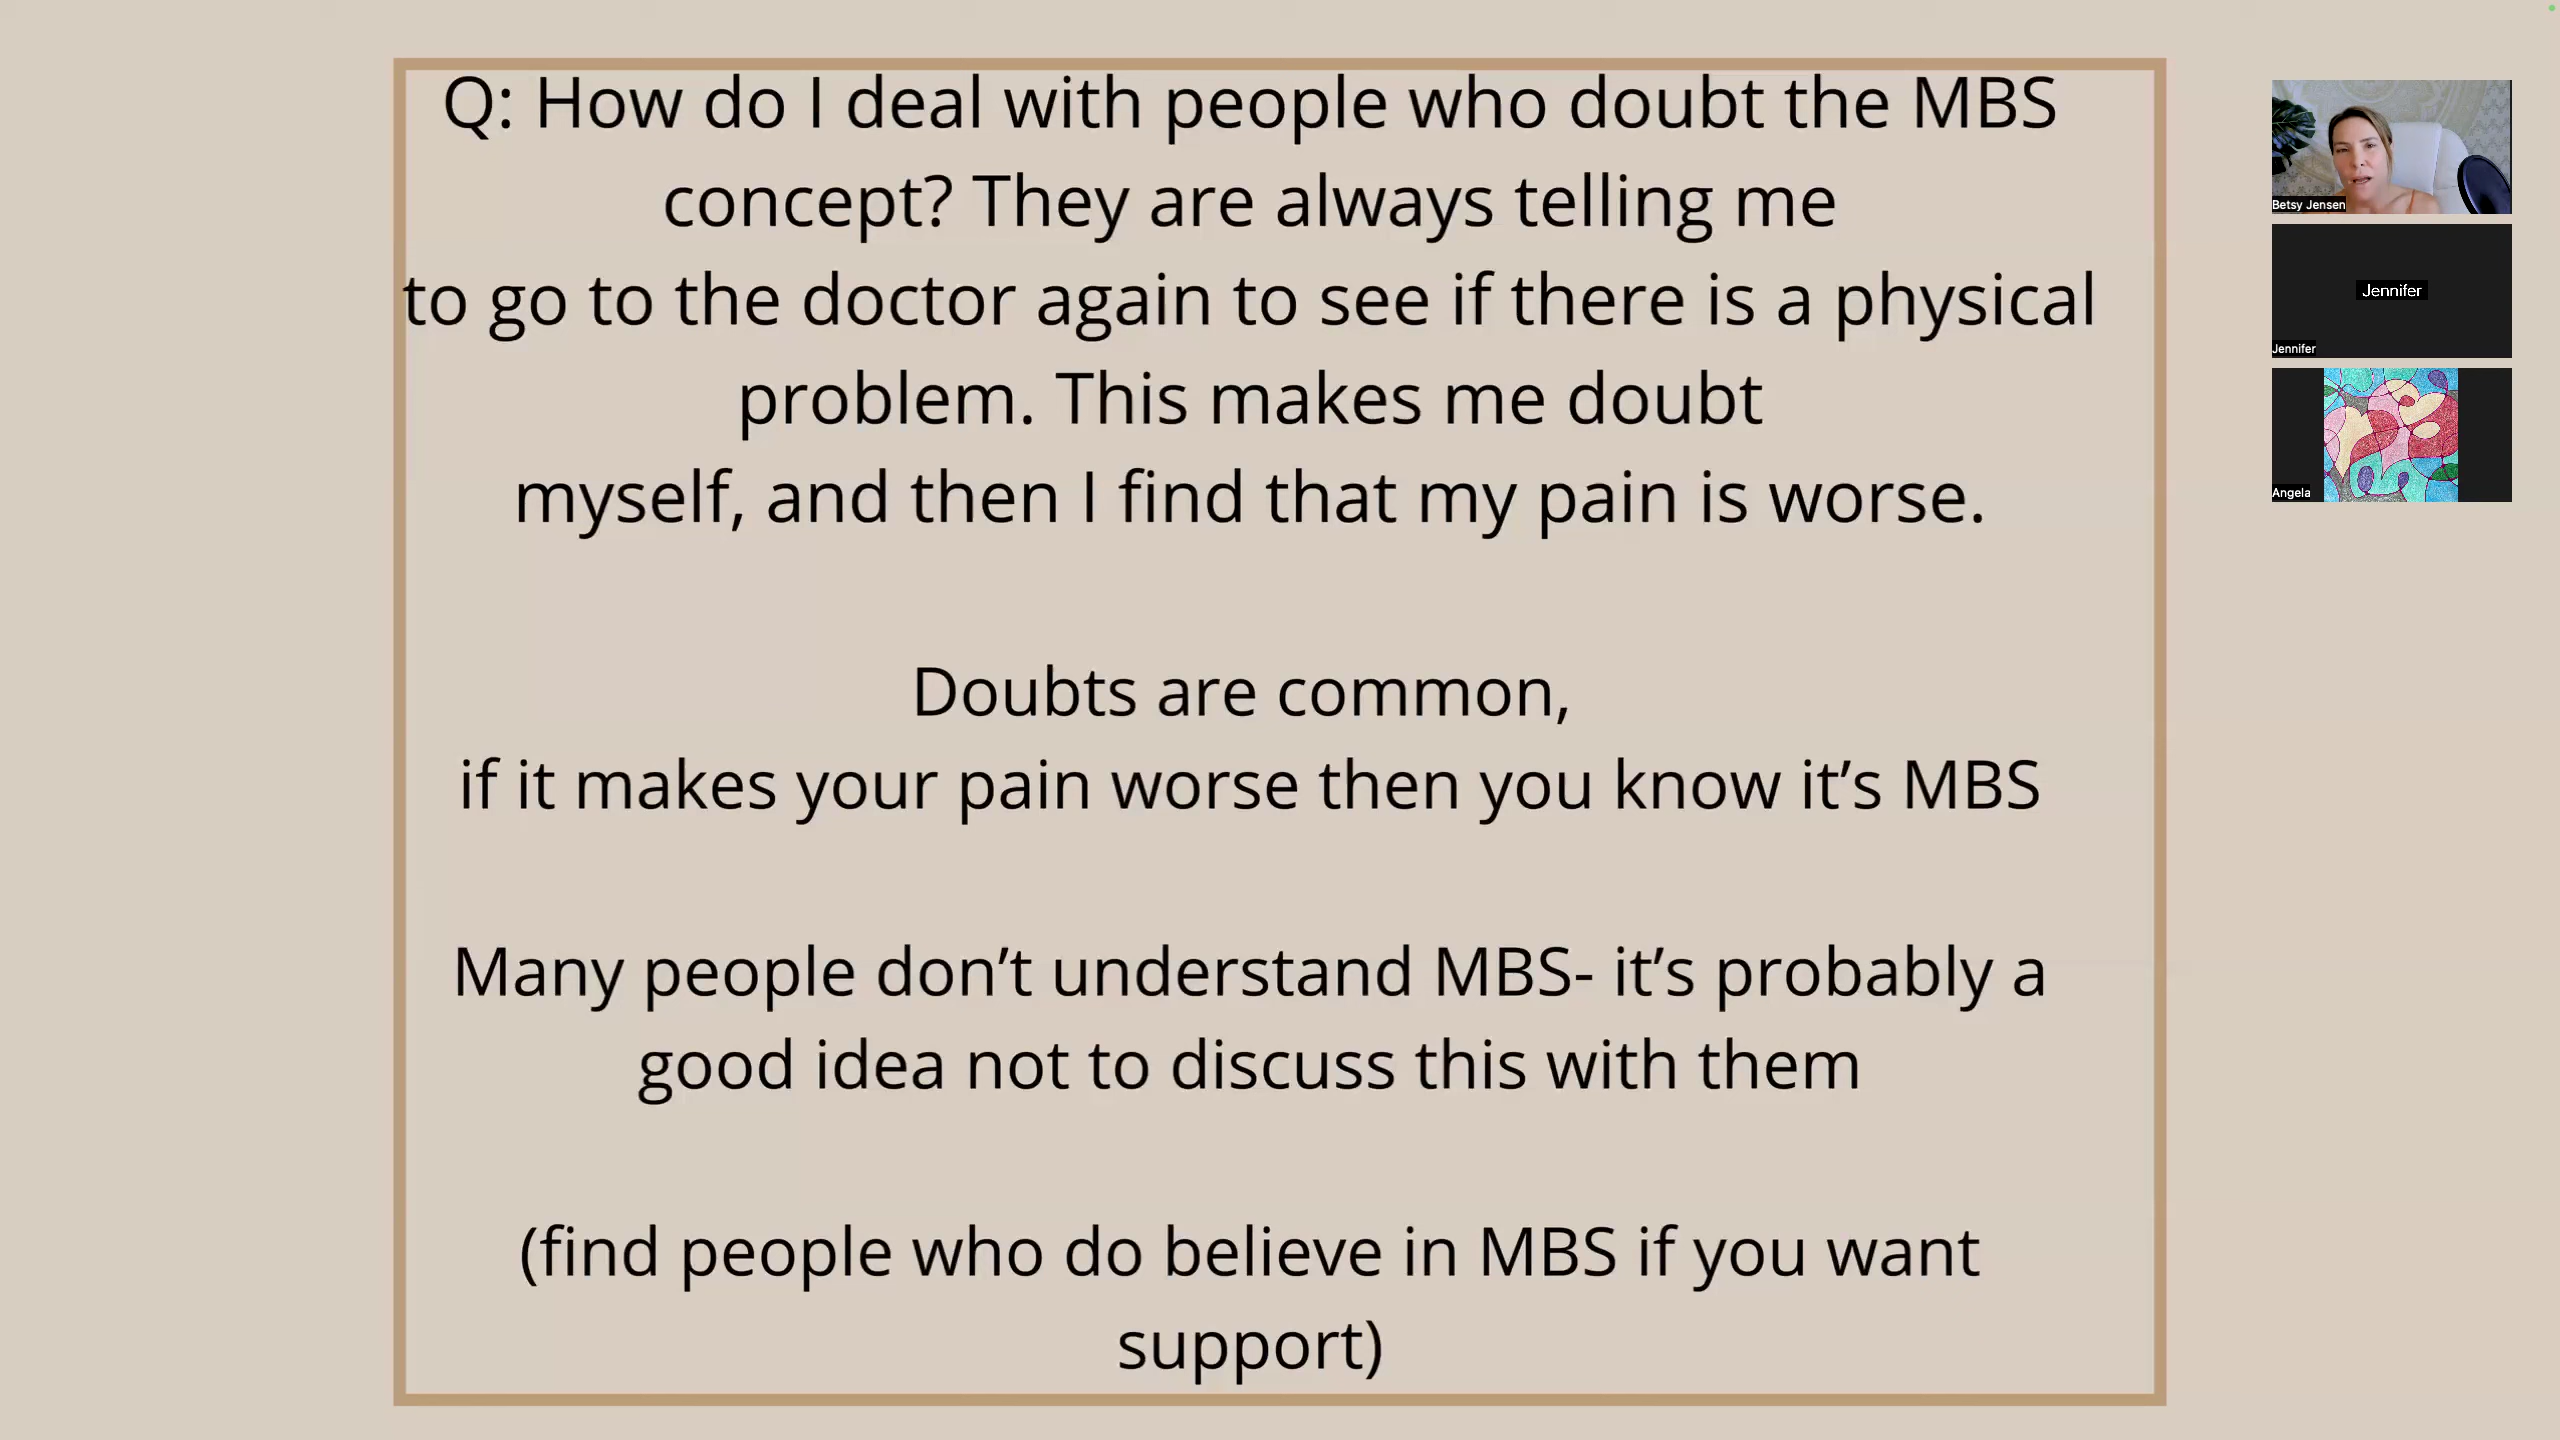 Q: How do I deal with people who doubt the MBS
concept? They are always telling me
to go to the doctor again to see if there is a physical
problem. This makes me doubt
myself, and then I find that my pain is worse.
Doubts are common,
if it makes your pain worse then you know it’s MBS
Many people don’t understand MBS- it’s probably a
good idea not to discuss this with them
(find people who do believe in MBS if you want
support)
Betsy Jensen
Jennifer
Jennifer
Angela